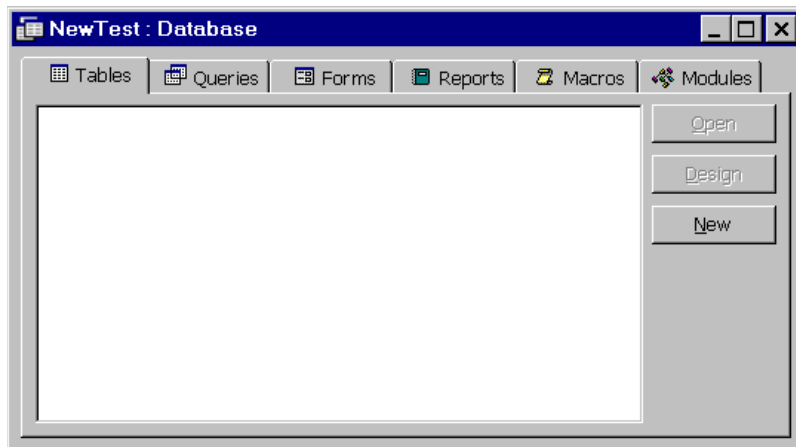 NewTest : Database
Tables Queries Forms Reports Macros Modules
Open
Design
New